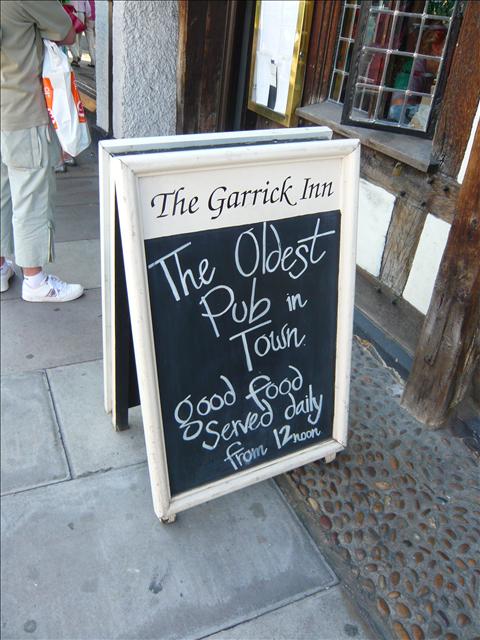 The Garrick Inn
The Oldest
Pub in
Town.
good food
served daily
from 12noon